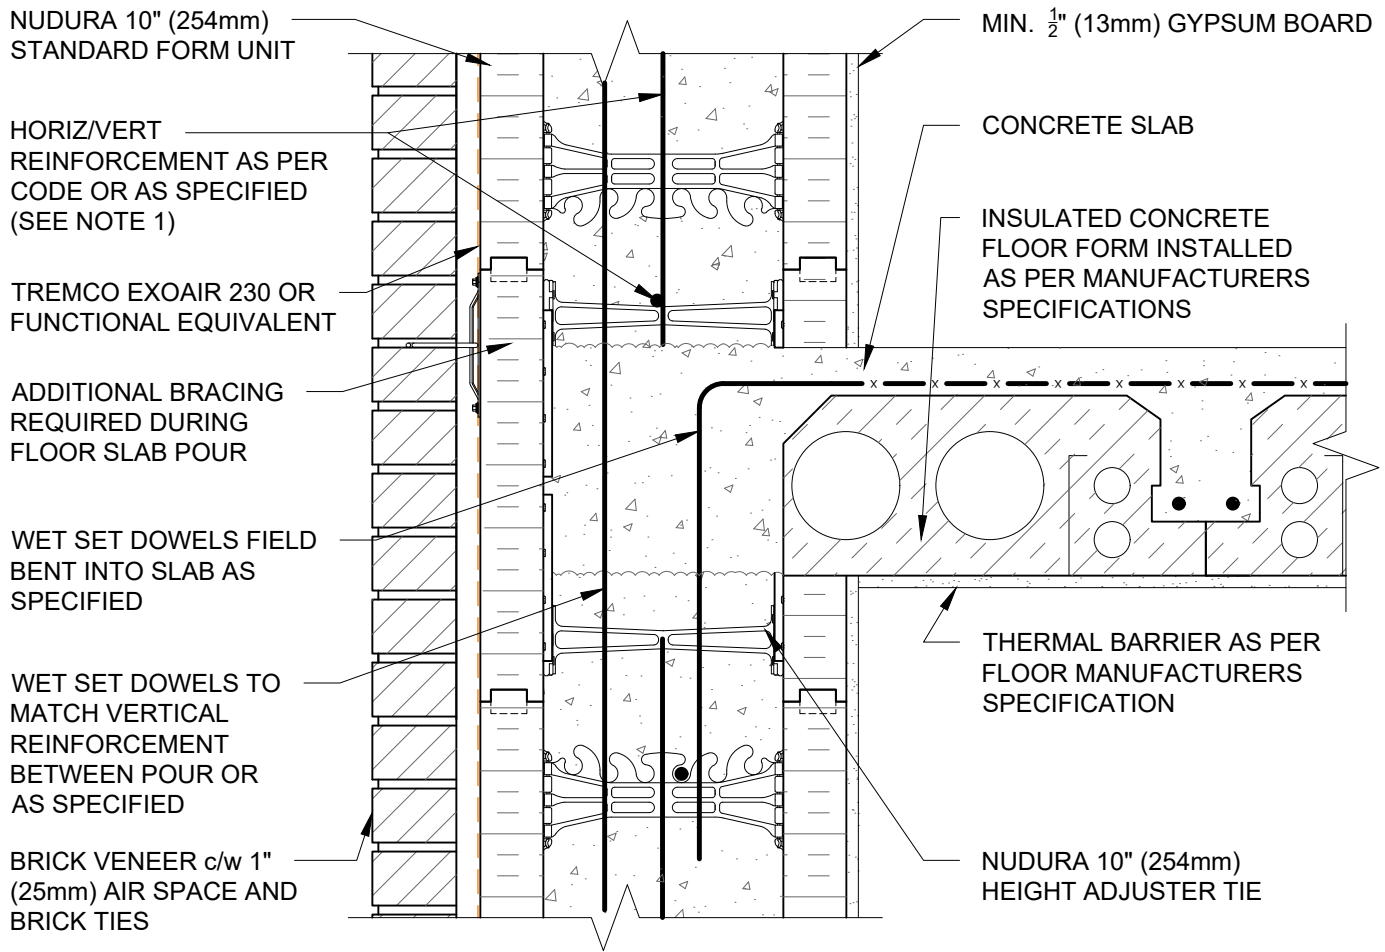 NUDURA 10" (254mm)
STANDARD FORM UNIT
HORIZ/VERT
REINFORCEMENT AS PER
CODE OR AS SPECIFIED
(SEE NOTE 1)
TREMCO EXOAIR 230 OR
FUNCTIONAL EQUIVALENT
ADDITIONAL BRACING
REQUIRED DURING
FLOOR SLAB POUR
WET SET DOWELS FIELD
BENT INTO SLAB AS
SPECIFIED
WET SET DOWELS TO
MATCH VERTICAL
REINFORCEMENT
BETWEEN POUR OR
AS SPECIFIED
BRICK VENEER c/w 1"
(25mm) AIR SPACE AND
BRICK TIES
MIN. 1/2" (13mm) GYPSUM BOARD
CONCRETE SLAB
INSULATED CONCRETE
FLOOR FORM INSTALLED
AS PER MANUFACTURERS
SPECIFICATIONS
x x x x x x x
THERMAL BARRIER AS PER
FLOOR MANUFACTURERS
SPECIFICATION
NUDURA 10" (254mm)
HEIGHT ADJUSTER TIE